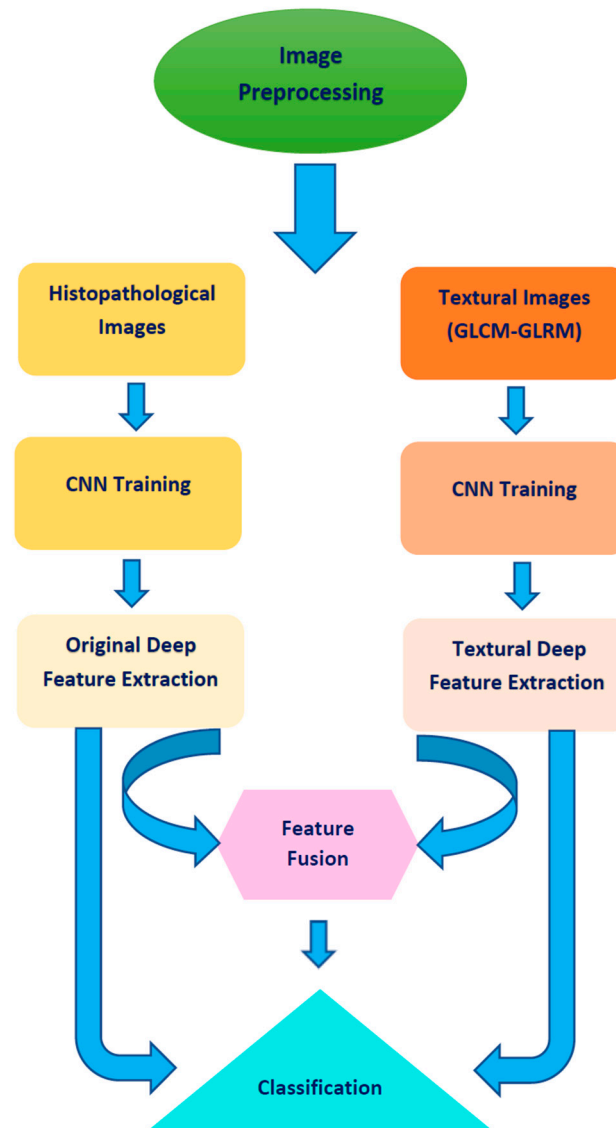 Image
Preprocessing
Histopathological
Images
Textural Images
(GLCM-GLRM)
CNN Training
CNN Training
Original Deep
Feature Extraction
Textural Deep
Feature Extraction
Feature
Fusion
Classification